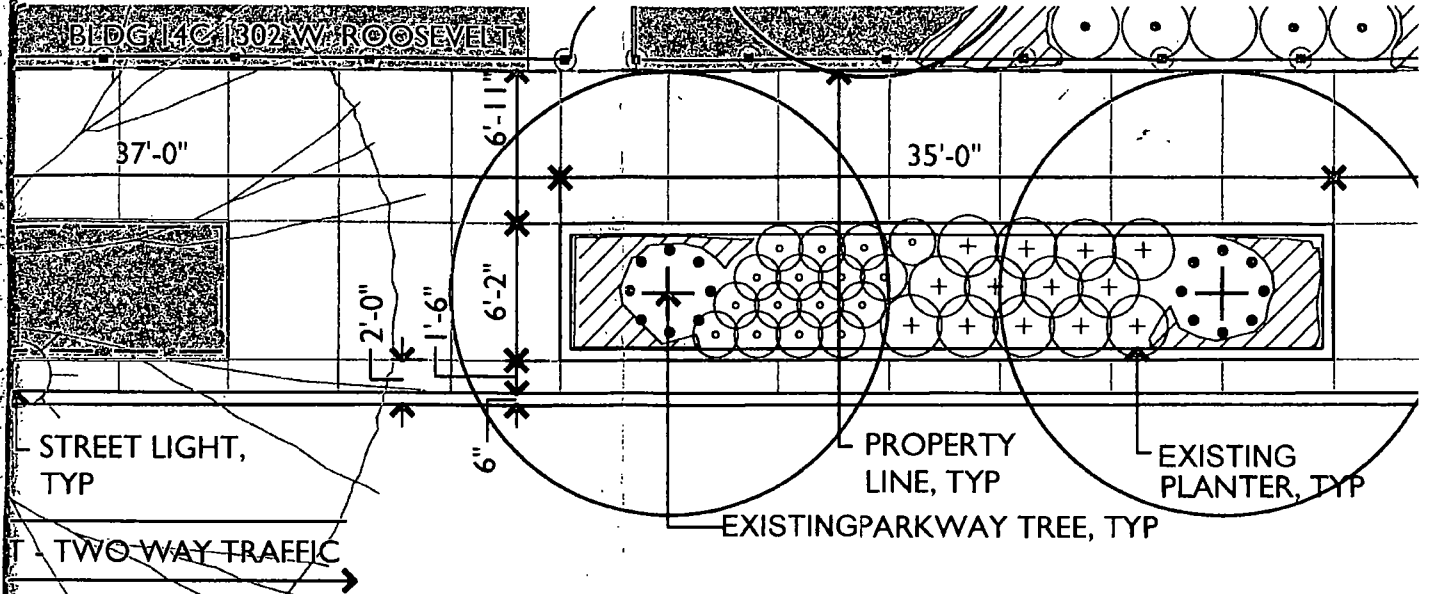 BLDG 14C 1302 W. ROOSEVELT
6'-11"
37'-0"
35'-0"
6'-2"
2'-0"
1'-6"
6"
STREET LIGHT,
TYP
PROPERTY
LINE, TYP
EXISTING
PLANTER, TYP
EXISTINGPARKWAY TREE, TYP
T - TWO WAY TRAFFIC